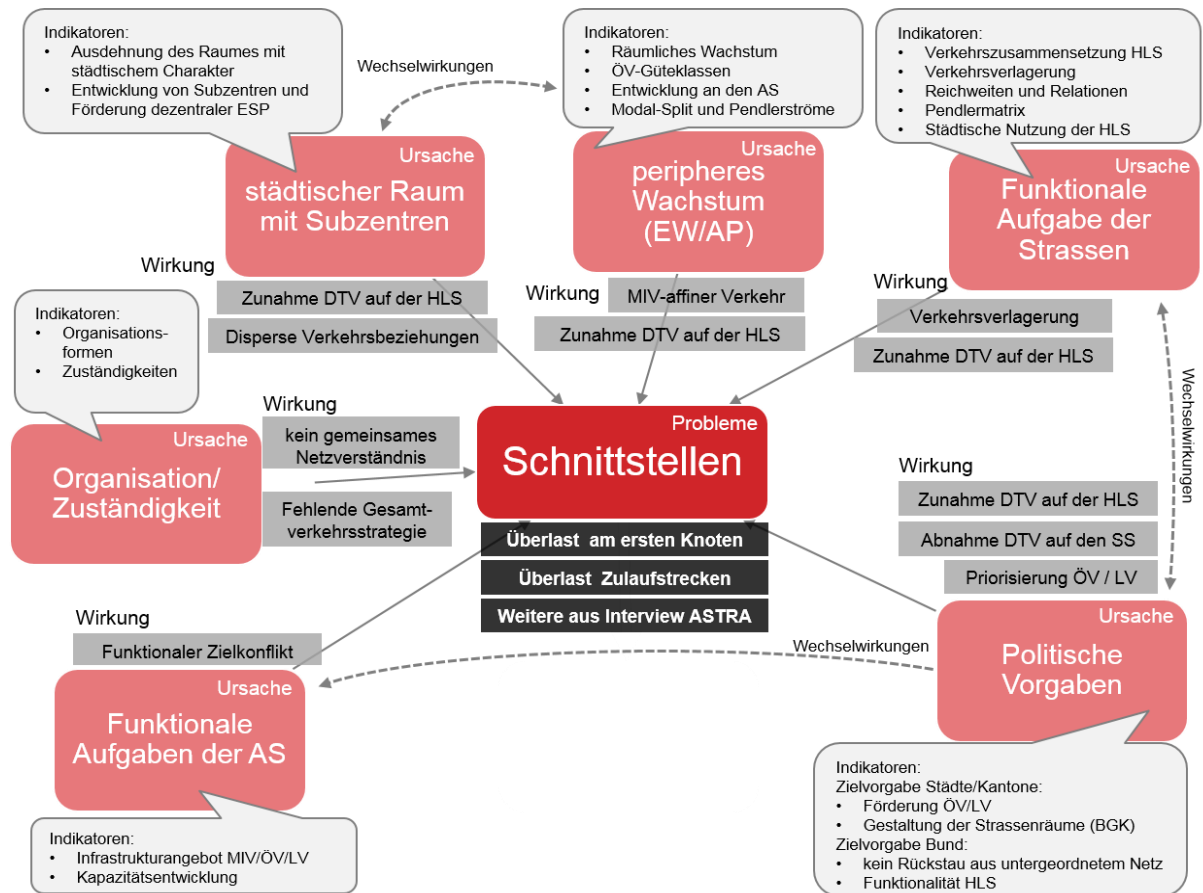 Indikatoren:
• Ausdehnung des Raumes mit
städtischem Charakter
• Entwicklung von Subzentren und
Förderung dezentraler ESP
Wechselwirkungen
Indikatoren:
• Räumliches Wachstum
• ÖV-Güteklassen
• Entwicklung an den AS
• Modal-Split und Pendlerströme
Indikatoren:
• Verkehrszusammensetzung HLS
• Verkehrsverlagerung
• Reichweiten und Relationen
• Pendlermatrix
• Städtische Nutzung der HLS
Ursache
städtischer Raum
mit Subzentren
Ursache
peripheres
Wachstum
(EW/AP)
Ursache
Funktionale
Aufgabe der
Strassen
Wirkung
Zunahme DTV auf der HLS
Disperse Verkehrsbeziehungen
Wirkung
MIV-affiner Verkehr
Zunahme DTV auf der HLS
Wirkung
Verkehrsverlagerung
Zunahme DTV auf der HLS
Indikatoren:
• Organisations-
formen
• Zuständigkeiten
Ursache
Organisation/
Zuständigkeit
Wirkung
kein gemeinsames
Netzverständnis
Fehlende Gesamt-
verkehrsstrategie
Probleme
Schnittstellen
Überlast am ersten Knoten
Überlast Zulaufstrecken
Weitere aus Interview ASTRA
Wechselwirkungen
Wirkung
Zunahme DTV auf der HLS
Abnahme DTV auf den SS
Priorisierung ÖV / LV
Ursache
Politische
Vorgaben
Wechselwirkungen
Wirkung
Funktionaler Zielkonflikt
Ursache
Funktionale
Aufgaben der AS
Indikatoren:
• Infrastrukturangebot MIV/ÖV/LV
• Kapazitätsentwicklung
Indikatoren:
Zielvorgabe Städte/Kantone:
• Förderung ÖV/LV
• Gestaltung der Strassenräume (BGK)
Zielvorgabe Bund:
• kein Rückstau aus untergeordnetem Netz
• Funktionalität HLS